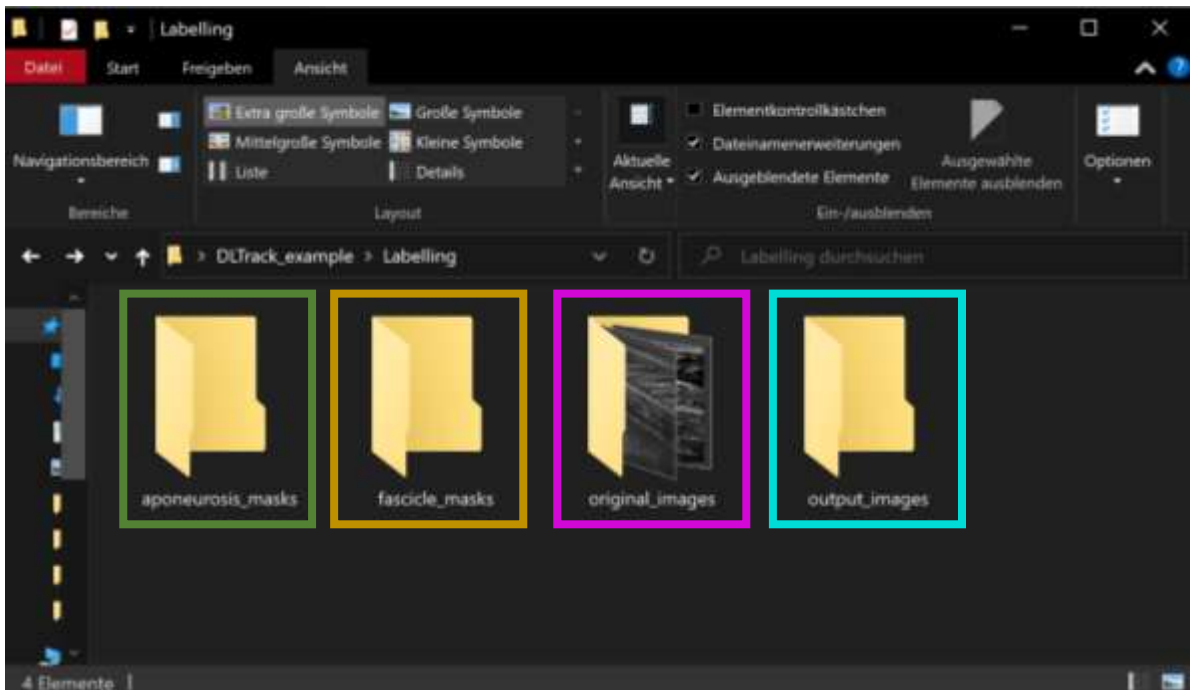 Labelling
Datei Start Freigeben Ansicht
Navigationsbereich
Extra große Symbole Große Symbole
Mittelgroße Symbole Kleine Symbole
Liste Details
Aktuelle Ansicht
Elementkontrollkästchen
Dateinamenerweiterungen
Ausgeblendete Elemente
Ausgewählte
Elemente ausblenden
Optionen
Bereiche Layout Ein-/ausblenden
DLTrack_example > Labelling
Labelling durchsuchen
aponeurosis_masks fascicle_masks original_images output_images
4 Elemente